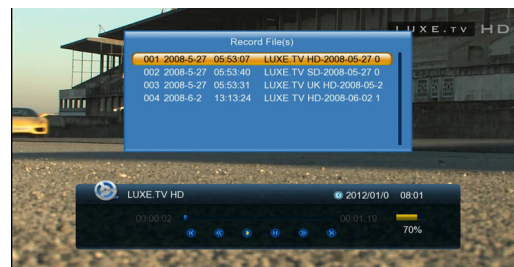 LUXE.TV HD
Record File(s)
001 2008-5-27 05:53:07 LUXE.TV HD-2008-05-27 0
002 2008-5-27 05:53:40 LUXE.TV SD-2008-05-27 0
003 2008-5-27 05:53:31 LUXE.TV UK HD-2008-05-2
004 2008-6-2 13:13:24 LUXE TV HD-2008-06-02 1
LUXE.TV HD
2012/01/0 08:01
00:00:02
00:01:19
70%